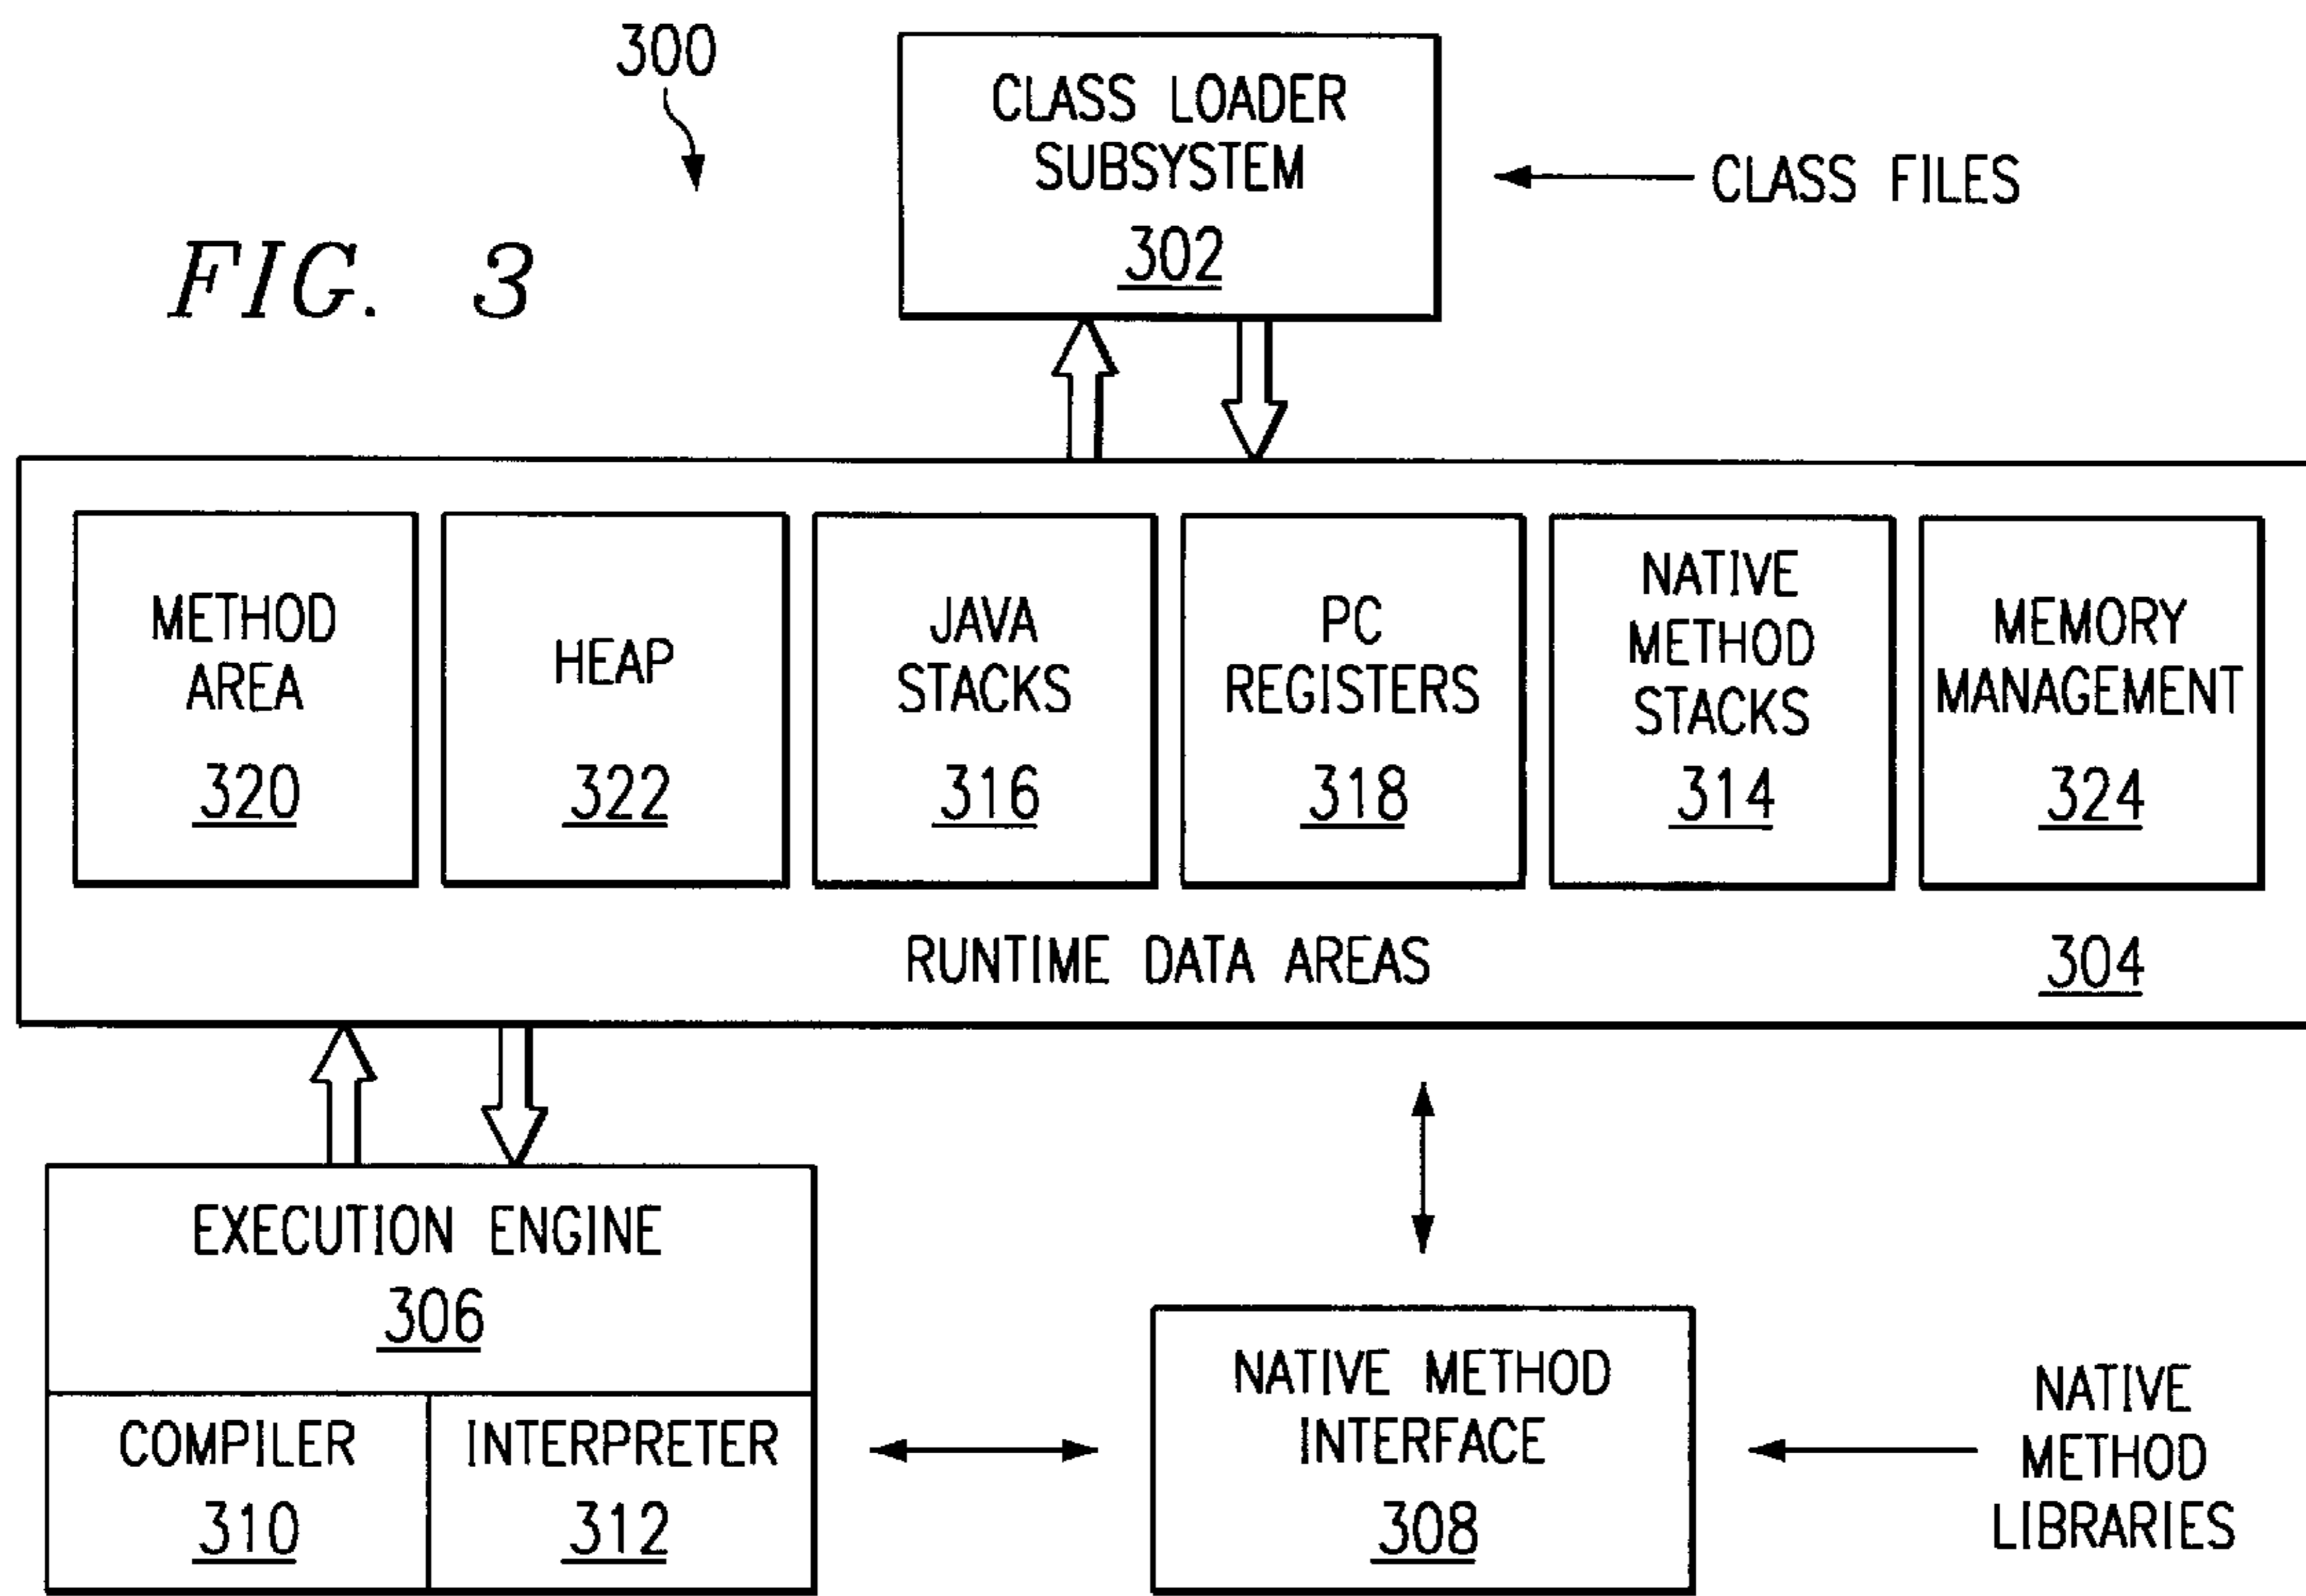 300
CLASS LOADER
SUBSYSTEM
302
CLASS FILES
FIG. 3
METHOD
AREA
320
HEAP
322
JAVA
STACKS
316
PC
REGISTERS
318
NATIVE
METHOD
STACKS
314
MEMORY
MANAGEMENT
324
RUNTIME DATA AREAS
304
EXECUTION ENGINE
306
COMPILER
310
INTERPRETER
312
NATIVE METHOD
INTERFACE
308
NATIVE
METHOD
LIBRARIES